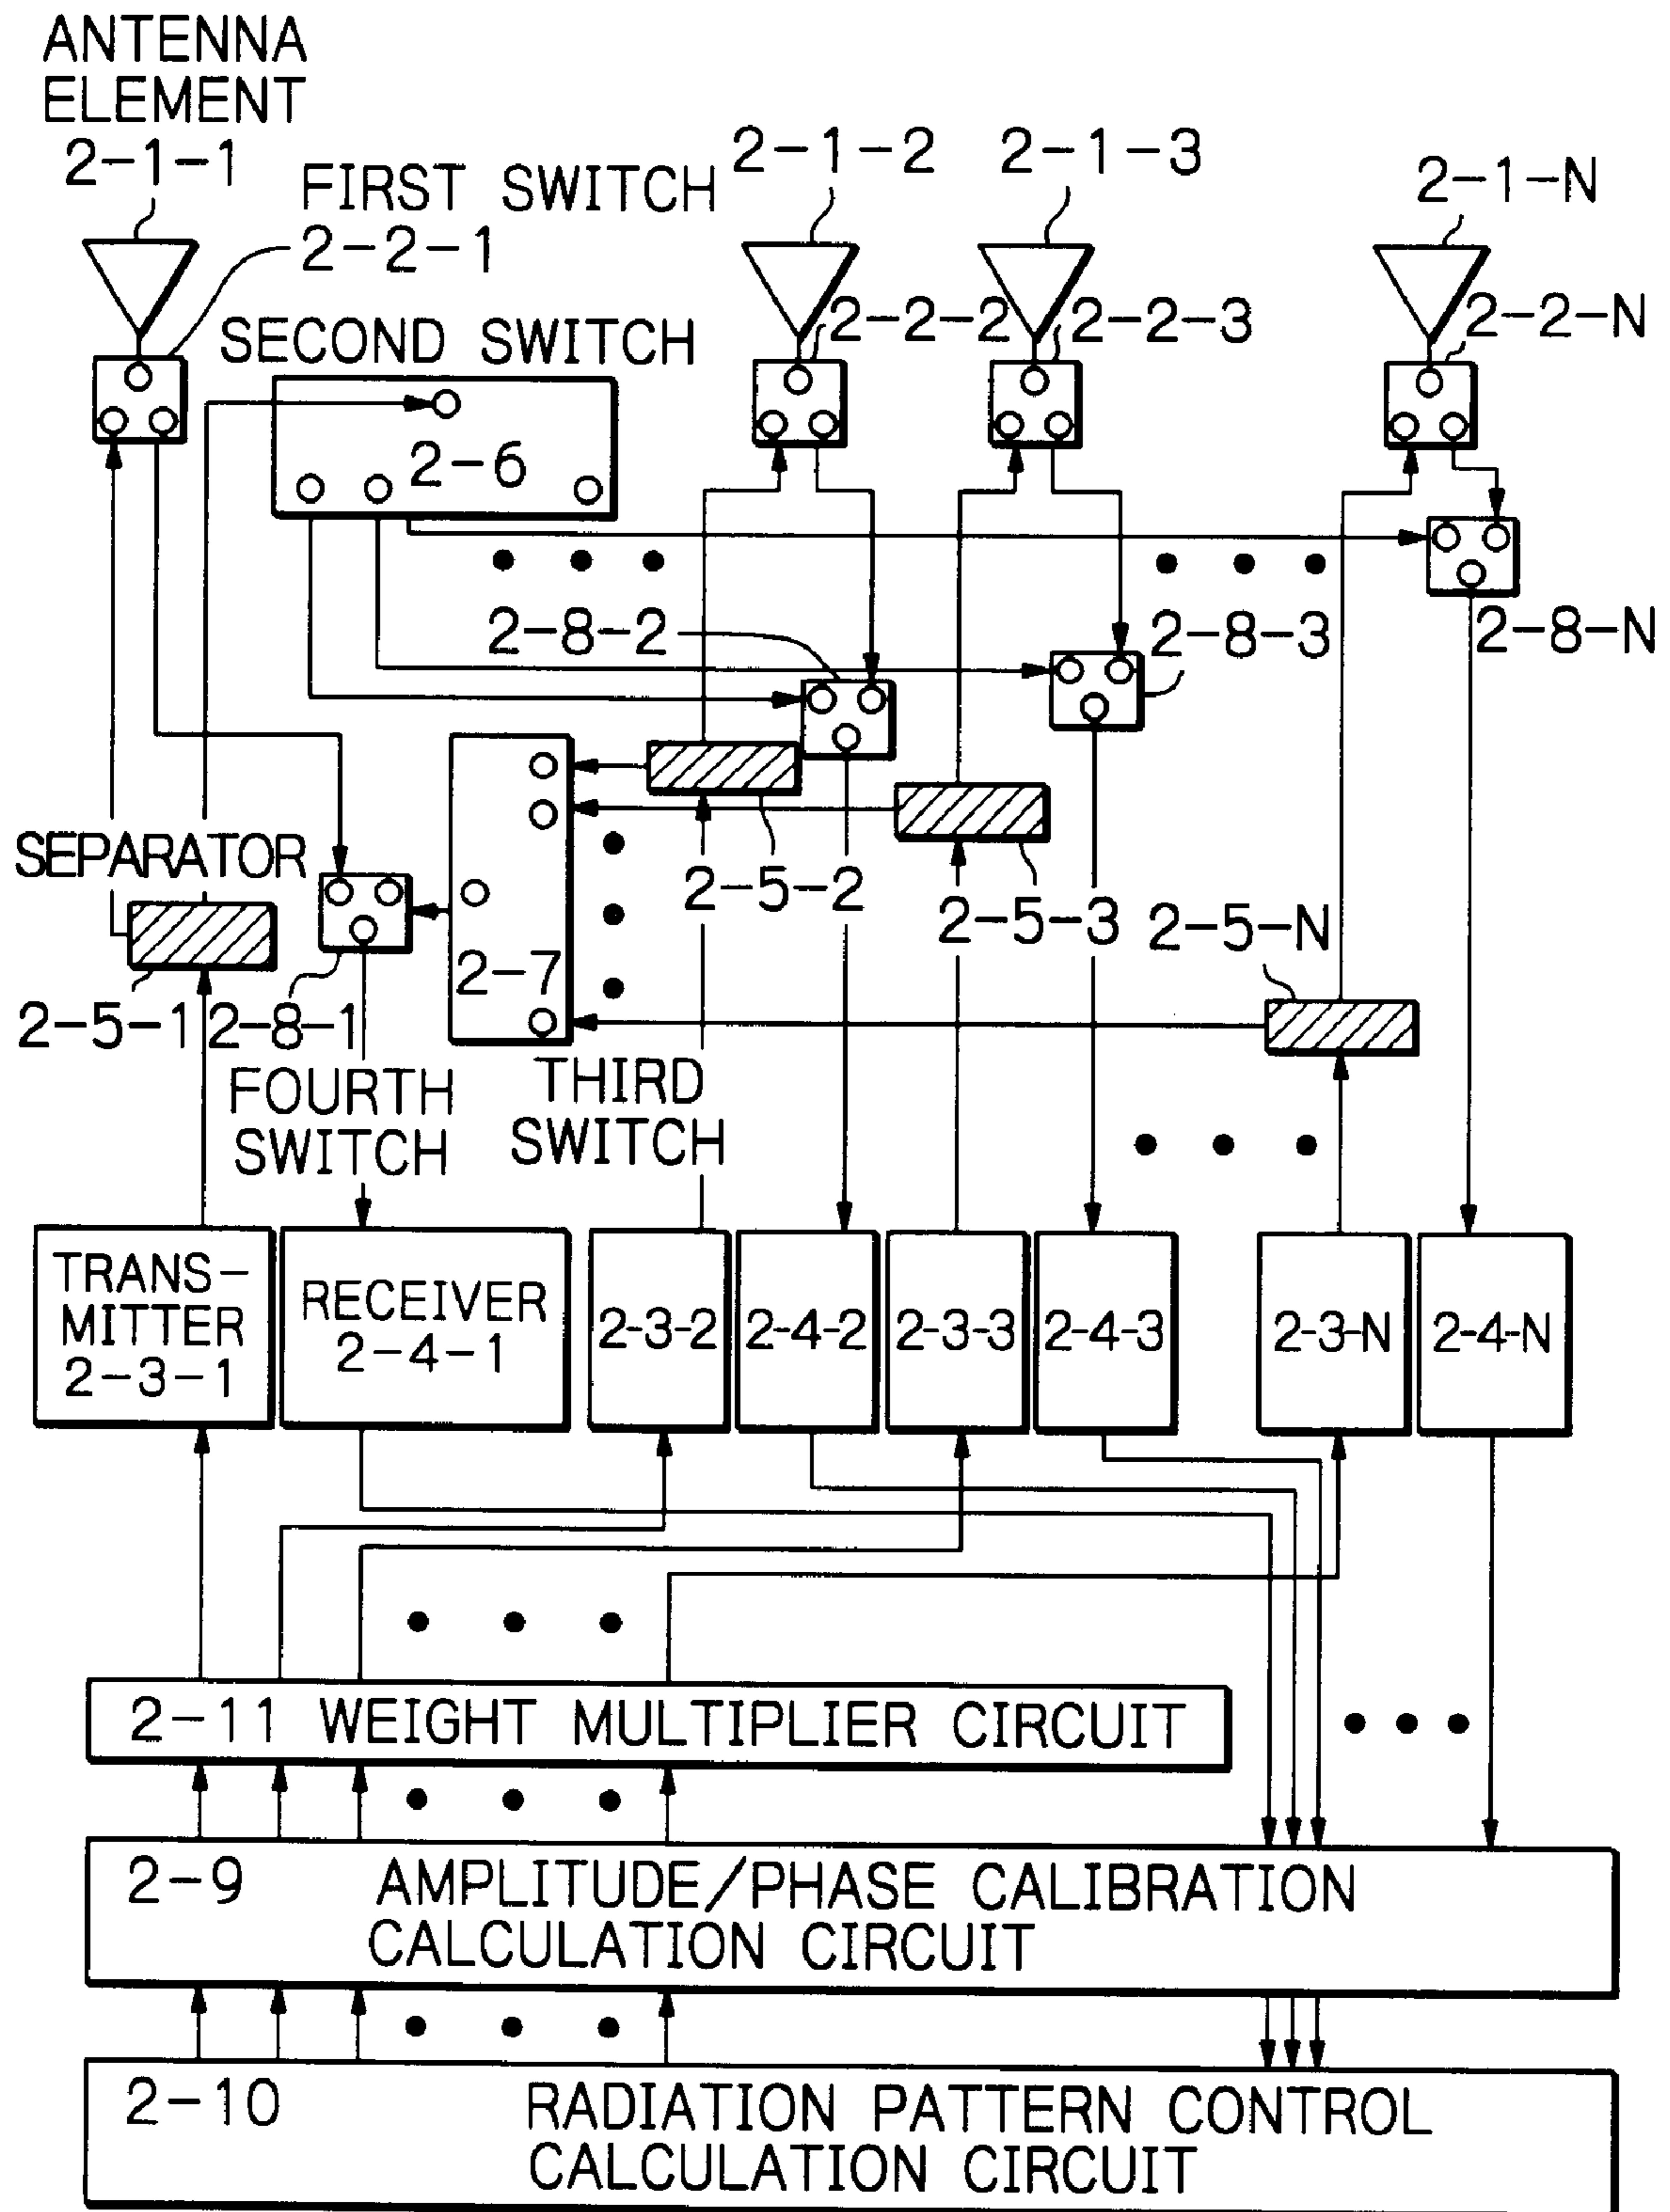 ANTENNA
ELEMENT
2-1-1
FIRST SWITCH
2-2-1
2-1-2
2-1-3
2-1-N
SECOND SWITCH
2-2-2
2-2-3
2-2-N
2-6
2-8-2
2-8-3
2-8-N
SEPARATOR
2-5-2
2-5-3
2-5-N
2-7
2-5-1
2-8-1
FOURTH
SWITCH
THIRD
SWITCH
TRANS-
MITTER
2-3-1
RECEIVER
2-4-1
2-3-2
2-4-2
2-3-3
2-4-3
2-3-N
2-4-N
2-11 WEIGHT MULTIPLIER CIRCUIT
2-9 AMPLITUDE/PHASE CALIBRATION
CALCULATION CIRCUIT
2-10 RADIATION PATTERN CONTROL
CALCULATION CIRCUIT